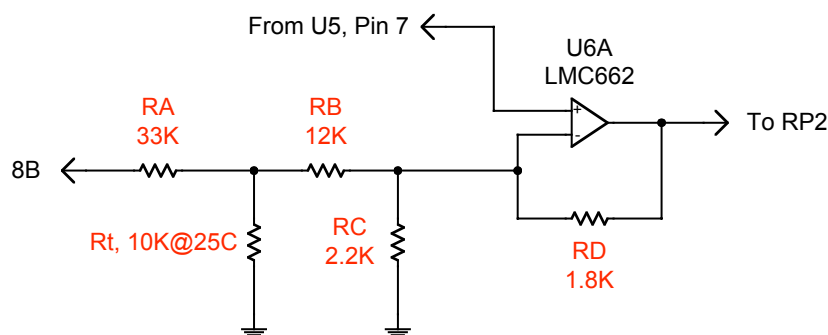 From U5, Pin 7
U6A
LMC662
+
-
To RP2
RA
33K
RB
12K
8B
Rt, 10K@25C
RC
2.2K
RD
1.8K